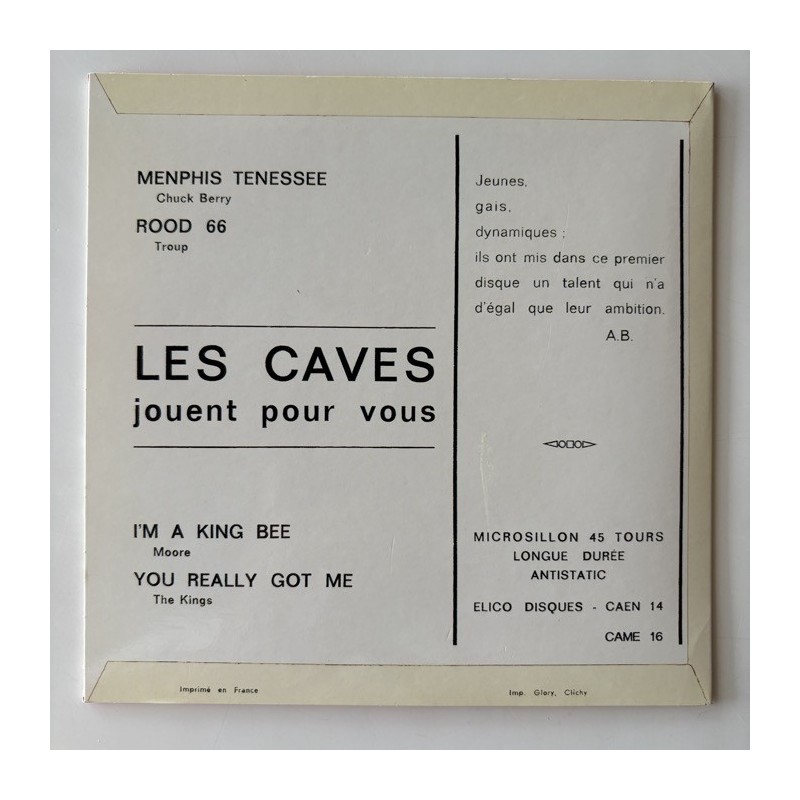 MENPHIS TENESSEE
Chuck Berry
ROOD 66
Troup
LES CAVES
jouent pour vous
I'M A KING BEE
Moore
YOU REALLY GOT ME
The Kings
Jeunes,
gais,
dynamiques ;
ils ont mis dans ce premier
disque un talent qui n'a
d'égal que leur ambition.
A.B.
MICROSILLON 45 TOURS
LONGUE DURÉE
ANTISTATIC
ELICO DISQUES - CAEN 14
CAME 16
Imprimé en France
Imp. Glory, Clichy